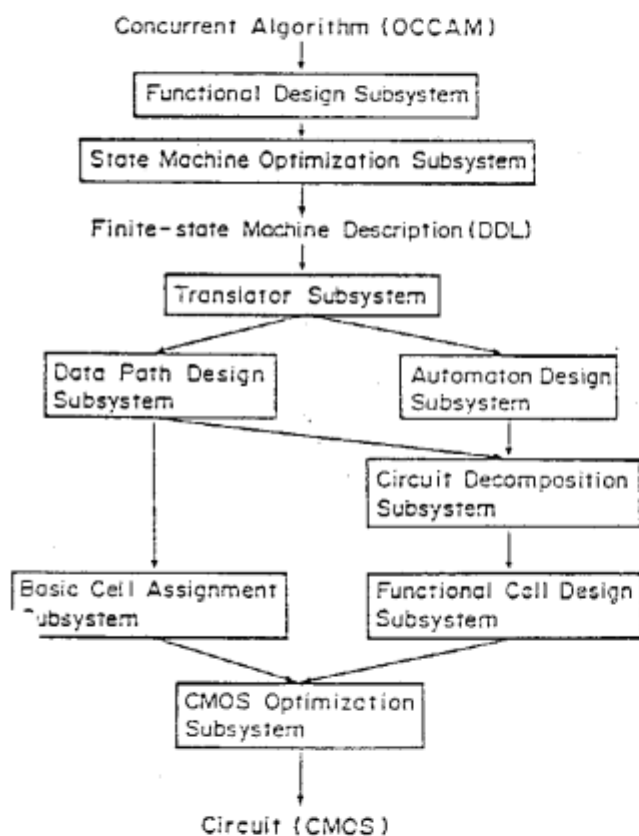 Concurrent Algorithm (OCCAM)
Functional Design Subsystem
State Machine Optimization Subsystem
Finite-state Machine Description (DDL)
Translator Subsystem
Data Path Design
Subsystem
Automaton Design
Subsystem
Circuit Decomposition
Subsystem
Basic Cell Assignment
Subsystem
Functional Cell Design
Subsystem
CMOS Optimization
Subsystem
Circuit (CMOS)